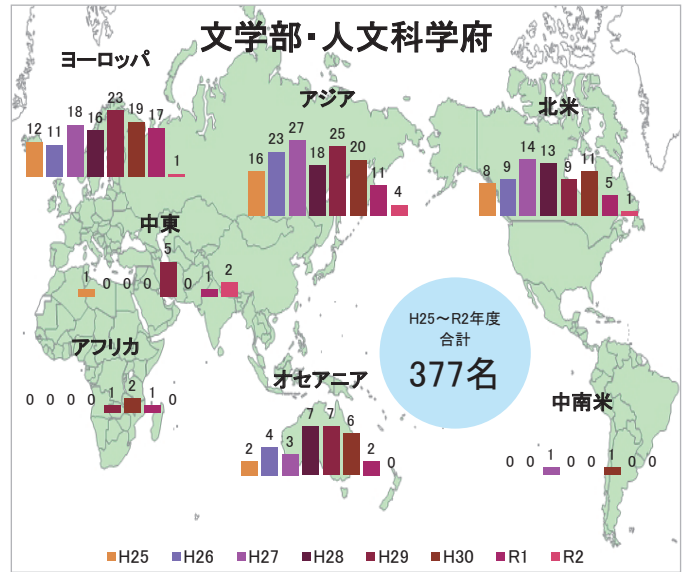 文学部・人文科学府
ヨーロッパ
12 11 18 16 23 19 17 1
アジア
16 23 27 18 25 20 11 4
北米
8 9 14 13 9 11 5 1
中東
1 0 0 0 5 0 1 2
H25～R2年度
合計
377名
アフリカ
0 0 0 0 1 2 1 0
オセアニア
2 4 3 7 7 6 2 0
中南米
0 0 1 0 0 1 0 0
H25 H26 H27 H28 H29 H30 R1 R2